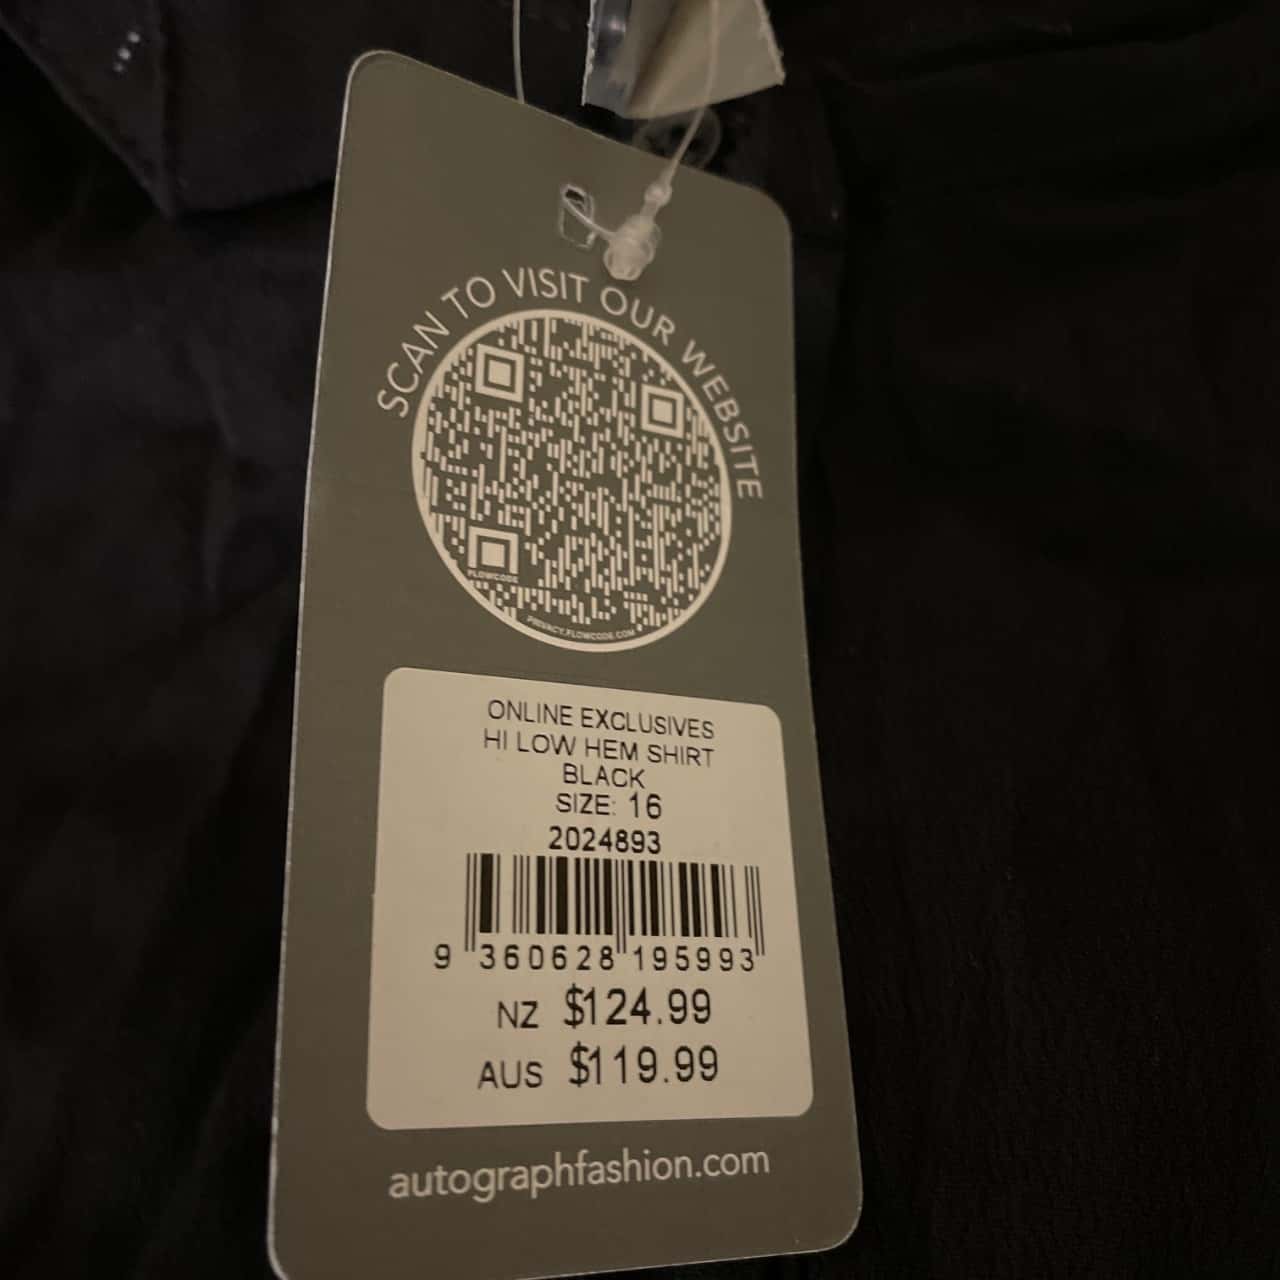 SCAN TO VISIT OUR WEBSITE
FLOWCODE
PRIVACY.FLOWCODE.COM
ONLINE EXCLUSIVES
HI LOW HEM SHIRT
BLACK
SIZE: 16
2024893
9 360628 195993
NZ $124.99
AUS $119.99
autographfashion.com